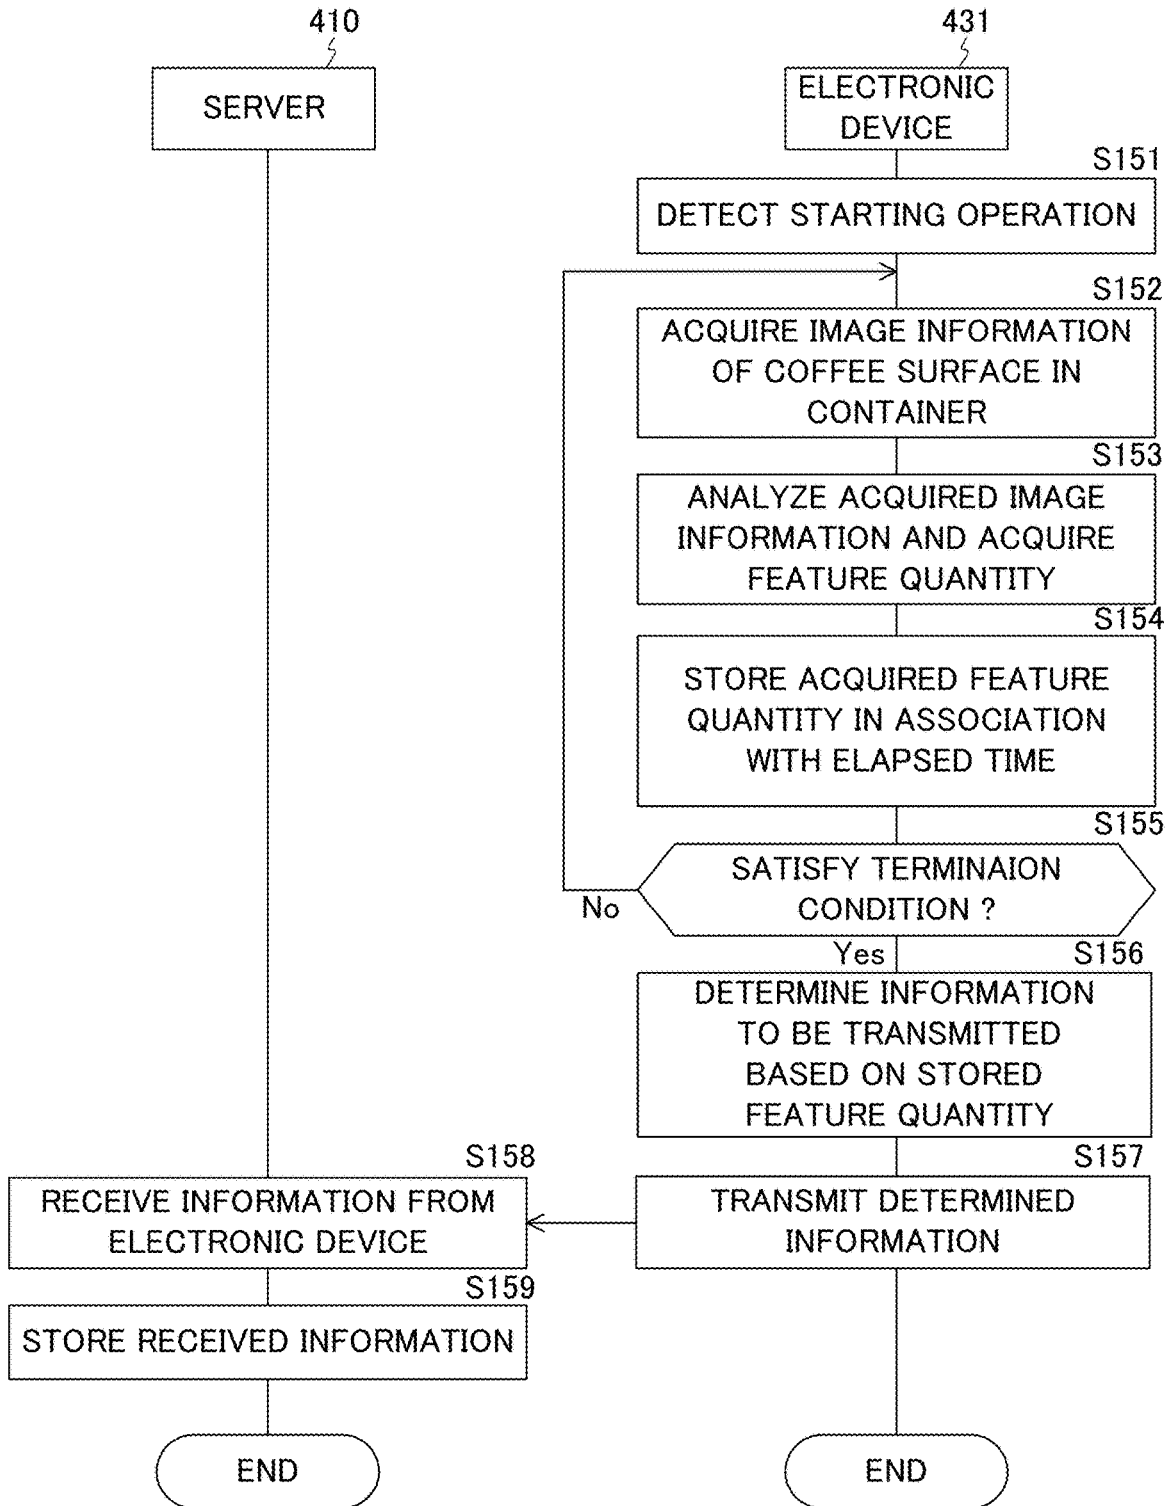 410
SERVER
431
ELECTRONIC
DEVICE
S151
DETECT STARTING OPERATION
S152
ACQUIRE IMAGE INFORMATION
OF COFFEE SURFACE IN
CONTAINER
S153
ANALYZE ACQUIRED IMAGE
INFORMATION AND ACQUIRE
FEATURE QUANTITY
S154
STORE ACQUIRED FEATURE
QUANTITY IN ASSOCIATION
WITH ELAPSED TIME
S155
SATISFY TERMINAION
CONDITION ?
No
Yes
S156
DETERMINE INFORMATION
TO BE TRANSMITTED
BASED ON STORED
FEATURE QUANTITY
S157
TRANSMIT DETERMINED
INFORMATION
S158
RECEIVE INFORMATION FROM
ELECTRONIC DEVICE
S159
STORE RECEIVED INFORMATION
END
END